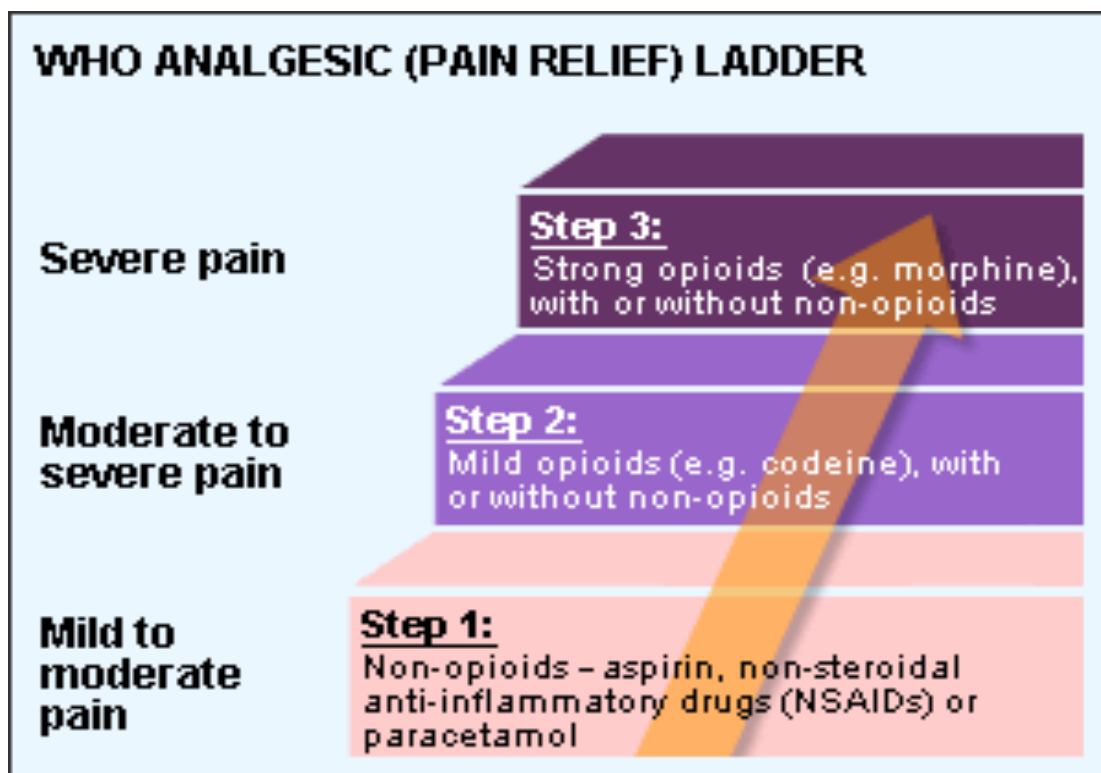 WHO ANALGESIC (PAIN RELIEF) LADDER
Severe pain
Step 3:
Strong opioids (e.g. morphine),
with or without non-opioids
Moderate to
severe pain
Step 2:
Mild opioids (e.g. codeine), with
or without non-opioids
Mild to
moderate
pain
Step 1:
Non-opioids – aspirin, non-steroidal
anti-inflammatory drugs (NSAIDs) or
paracetamol